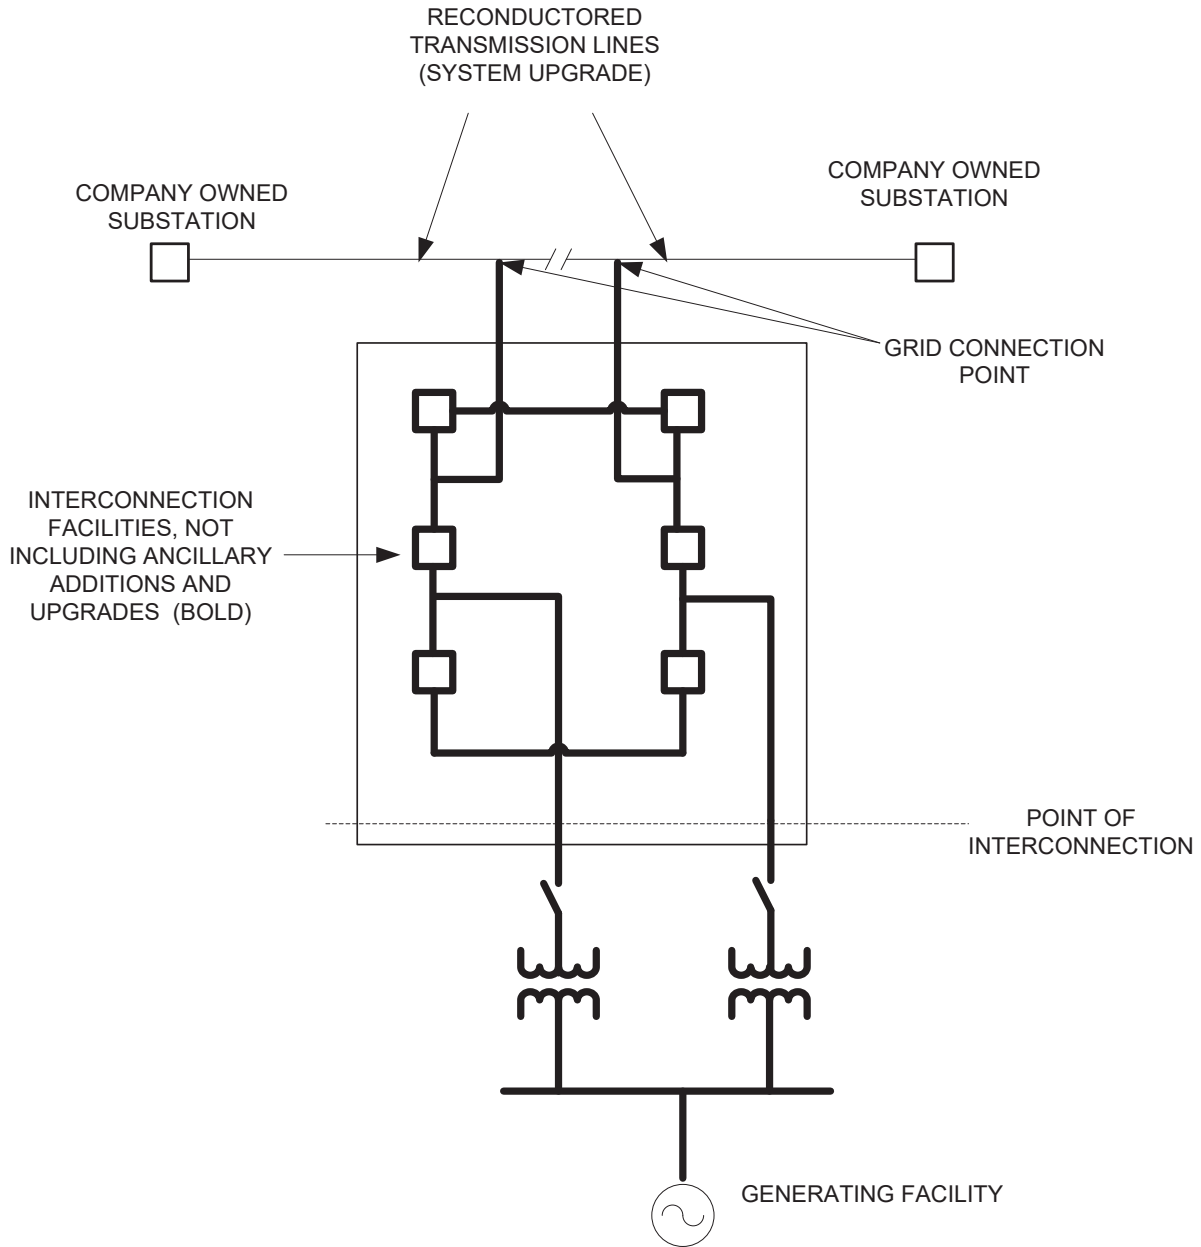 RECONDUCTORED
TRANSMISSION LINES
(SYSTEM UPGRADE)
COMPANY OWNED
SUBSTATION
COMPANY OWNED
SUBSTATION
GRID CONNECTION
POINT
INTERCONNECTION
FACILITIES, NOT
INCLUDING ANCILLARY
ADDITIONS AND
UPGRADES (BOLD)
POINT OF
INTERCONNECTION
GENERATING FACILITY